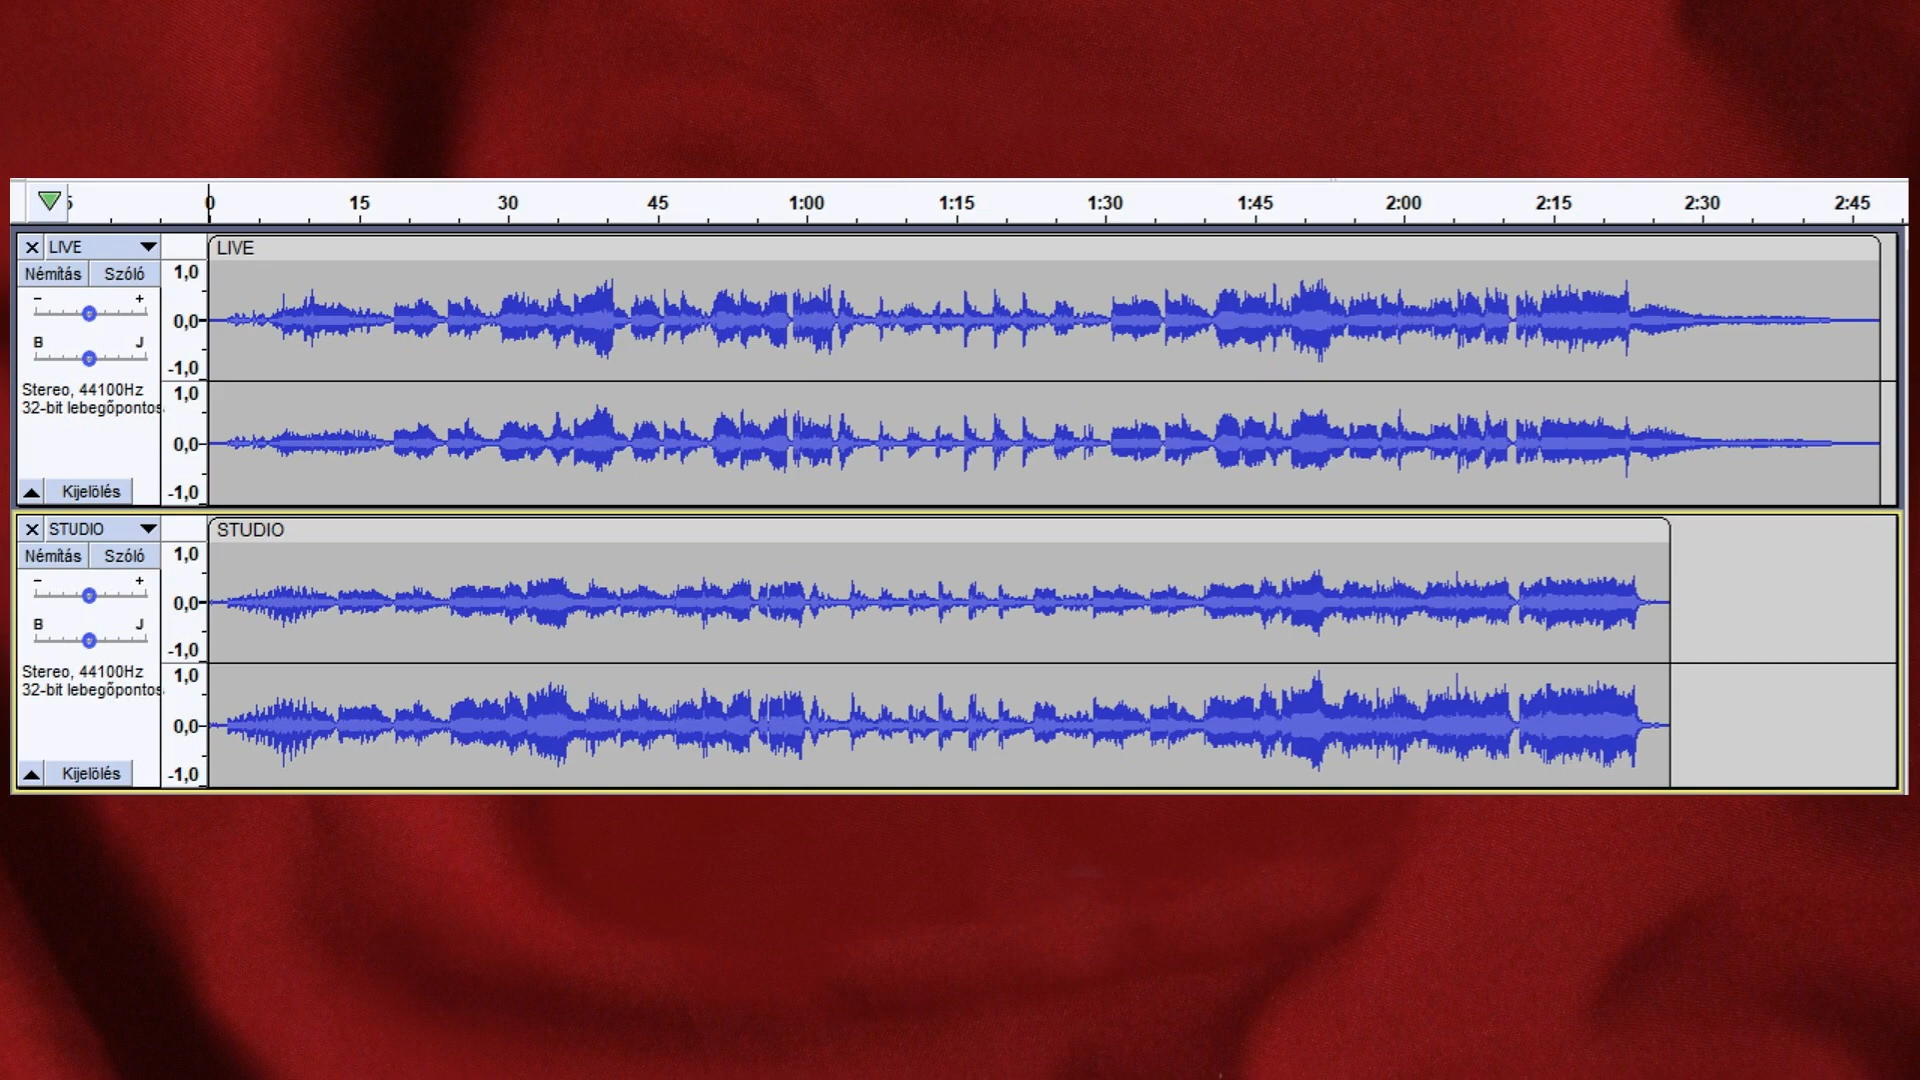 0 15 30 45 1:00 1:15 1:30 1:45 2:00 2:15 2:30 2:45
LIVE
LIVE
Némítás Szóló
- +
B J
Stereo, 44100Hz
32-bit lebegőpontos
Kijelölés
1,0
0,0
-1,0
1,0
0,0
-1,0
STUDIO
STUDIO
Némítás Szóló
- +
B J
Stereo, 44100Hz
32-bit lebegőpontos
Kijelölés
1,0
0,0
-1,0
1,0
0,0
-1,0